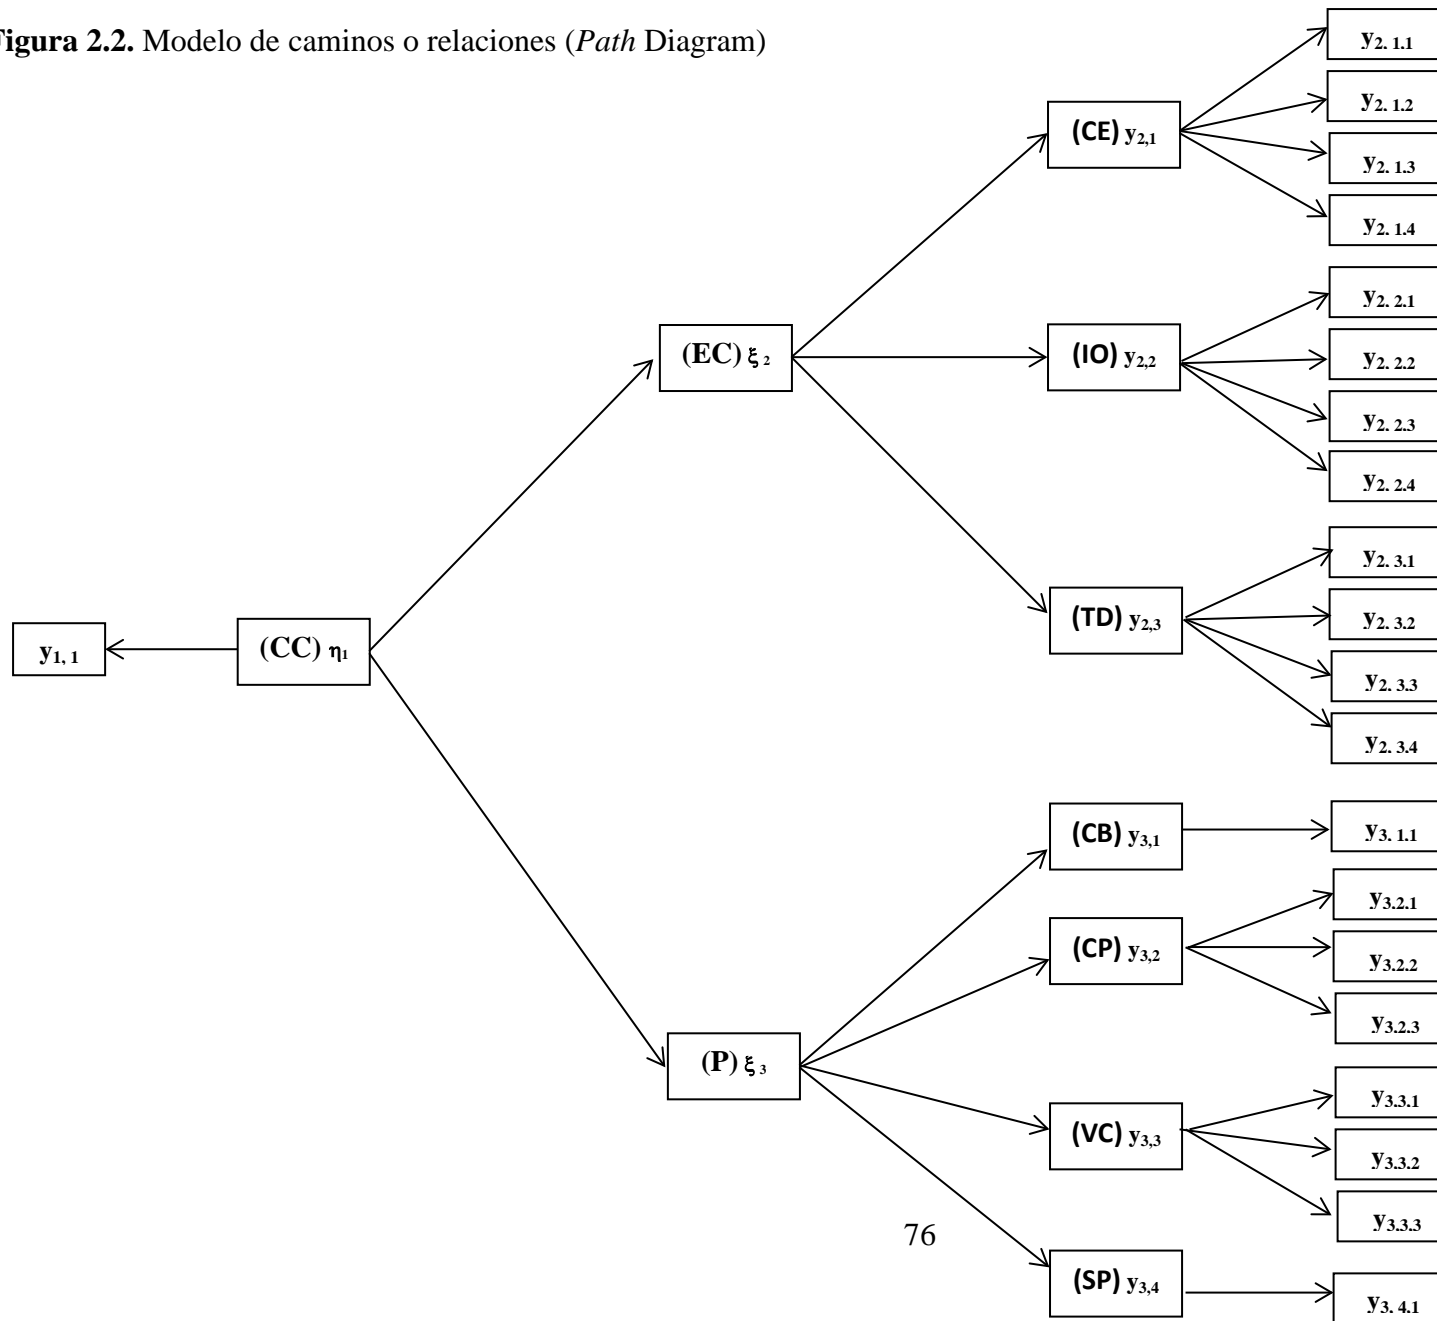 Figura 2.2. Modelo de caminos o relaciones (Path Diagram)
y2, 1.1
y2, 1.2
(CE) y2,1
y2, 1.3
y2, 1.4
y2, 2.1
y2, 2.2
(EC) ξ 2
(IO) y2,2
y2, 2.3
y2, 2.4
y2, 3.1
y2, 3.2
(TD) y2,3
y1, 1
(CC) η1
y2, 3.3
y2, 3.4
(CB) y3,1
y3, 1.1
y3.2.1
(CP) y3,2
y3.2.2
y3.2.3
(P) ξ 3
y3.3.1
(VC) y3,3
y3.3.2
y3.3.3
76
(SP) y3,4
y3, 4.1